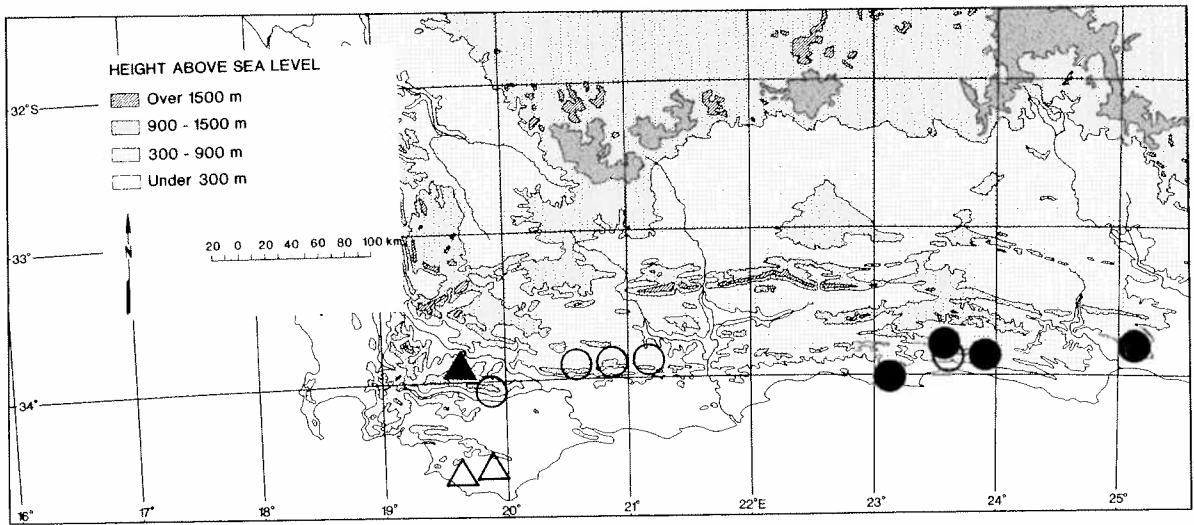 HEIGHT ABOVE SEA LEVEL
Over 1500 m
900 - 1500 m
300 - 900 m
Under 300 m
32°S
N
20 0 20 40 60 80 100 km
33°
34°
16° 17° 18° 19° 20° 21° 22°E 23° 24° 25°